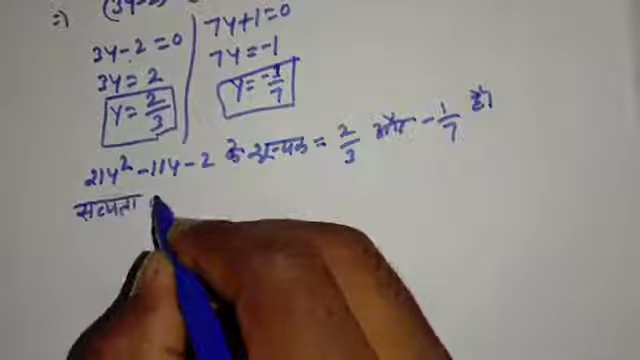 => (3y-2)
3y-2=0 | 7y+1=0
3y=2 | 7y=-1
y=2/3 | y=-1/7
21y²-11y-2 के शून्यक = 2/3 और -1/7 है।
सत्यता